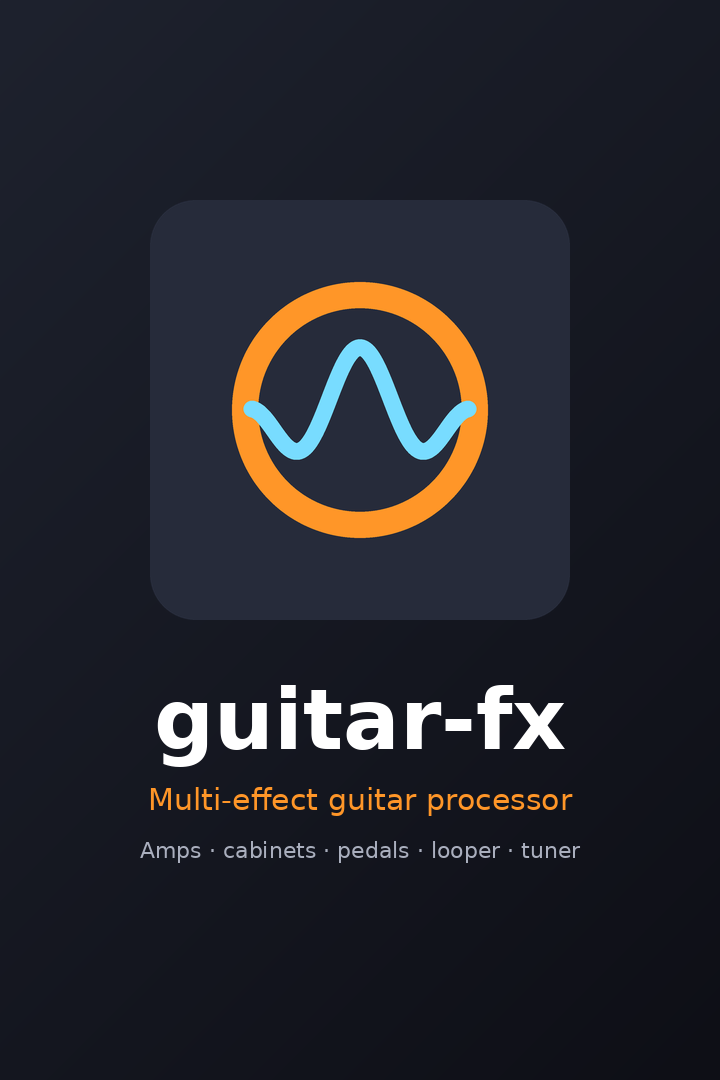 guitar-fx
Multi-effect guitar processor
Amps · cabinets · pedals · looper · tuner